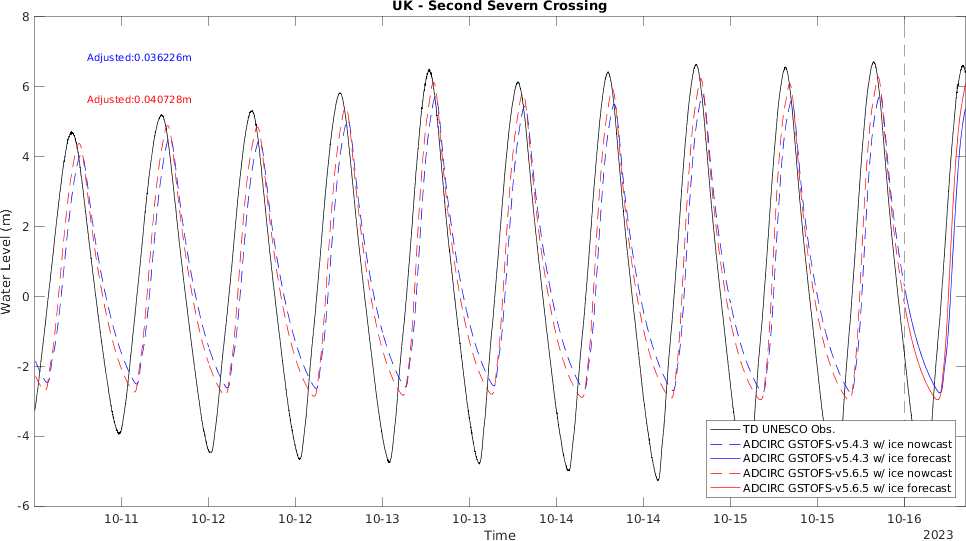 UK - Second Severn Crossing
8
Adjusted:0.036226m
6
Adjusted:0.040728m
4
2
Water Level (m)
0
-2
-4
TD UNESCO Obs.
ADCIRC GSTOFS-v5.4.3 w/ ice nowcast
ADCIRC GSTOFS-v5.4.3 w/ ice forecast
ADCIRC GSTOFS-v5.6.5 w/ ice nowcast
ADCIRC GSTOFS-v5.6.5 w/ ice forecast
-6
10-11 10-12 10-12 10-13 10-13 10-14 10-14 10-15 10-15 10-16
Time
2023